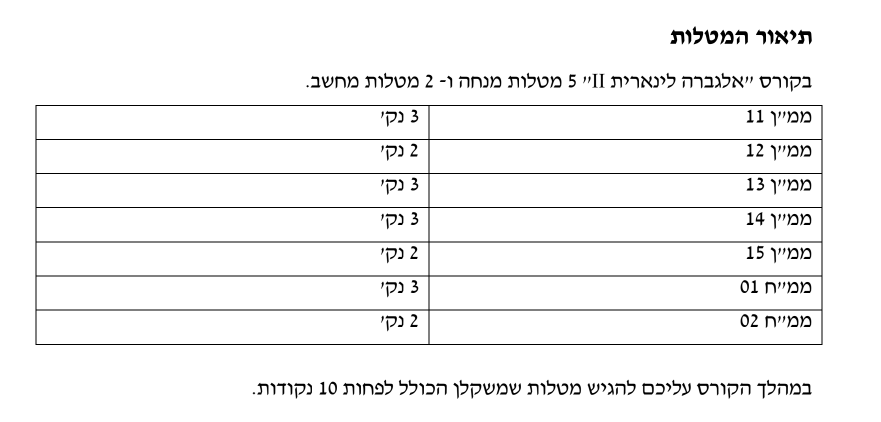 תיאור המטלות
בקורס ״אלגברה לינארית II״ 5 מטלות מנחה ו- 2 מטלות מחשב.
ממ״ן 11 3 נק׳
ממ״ן 12 2 נק׳
ממ״ן 13 3 נק׳
ממ״ן 14 3 נק׳
ממ״ן 15 2 נק׳
ממ״ח 01 3 נק׳
ממ״ח 02 2 נק׳
במהלך הקורס עליכם להגיש מטלות שמשקלן הכולל לפחות 10 נקודות.